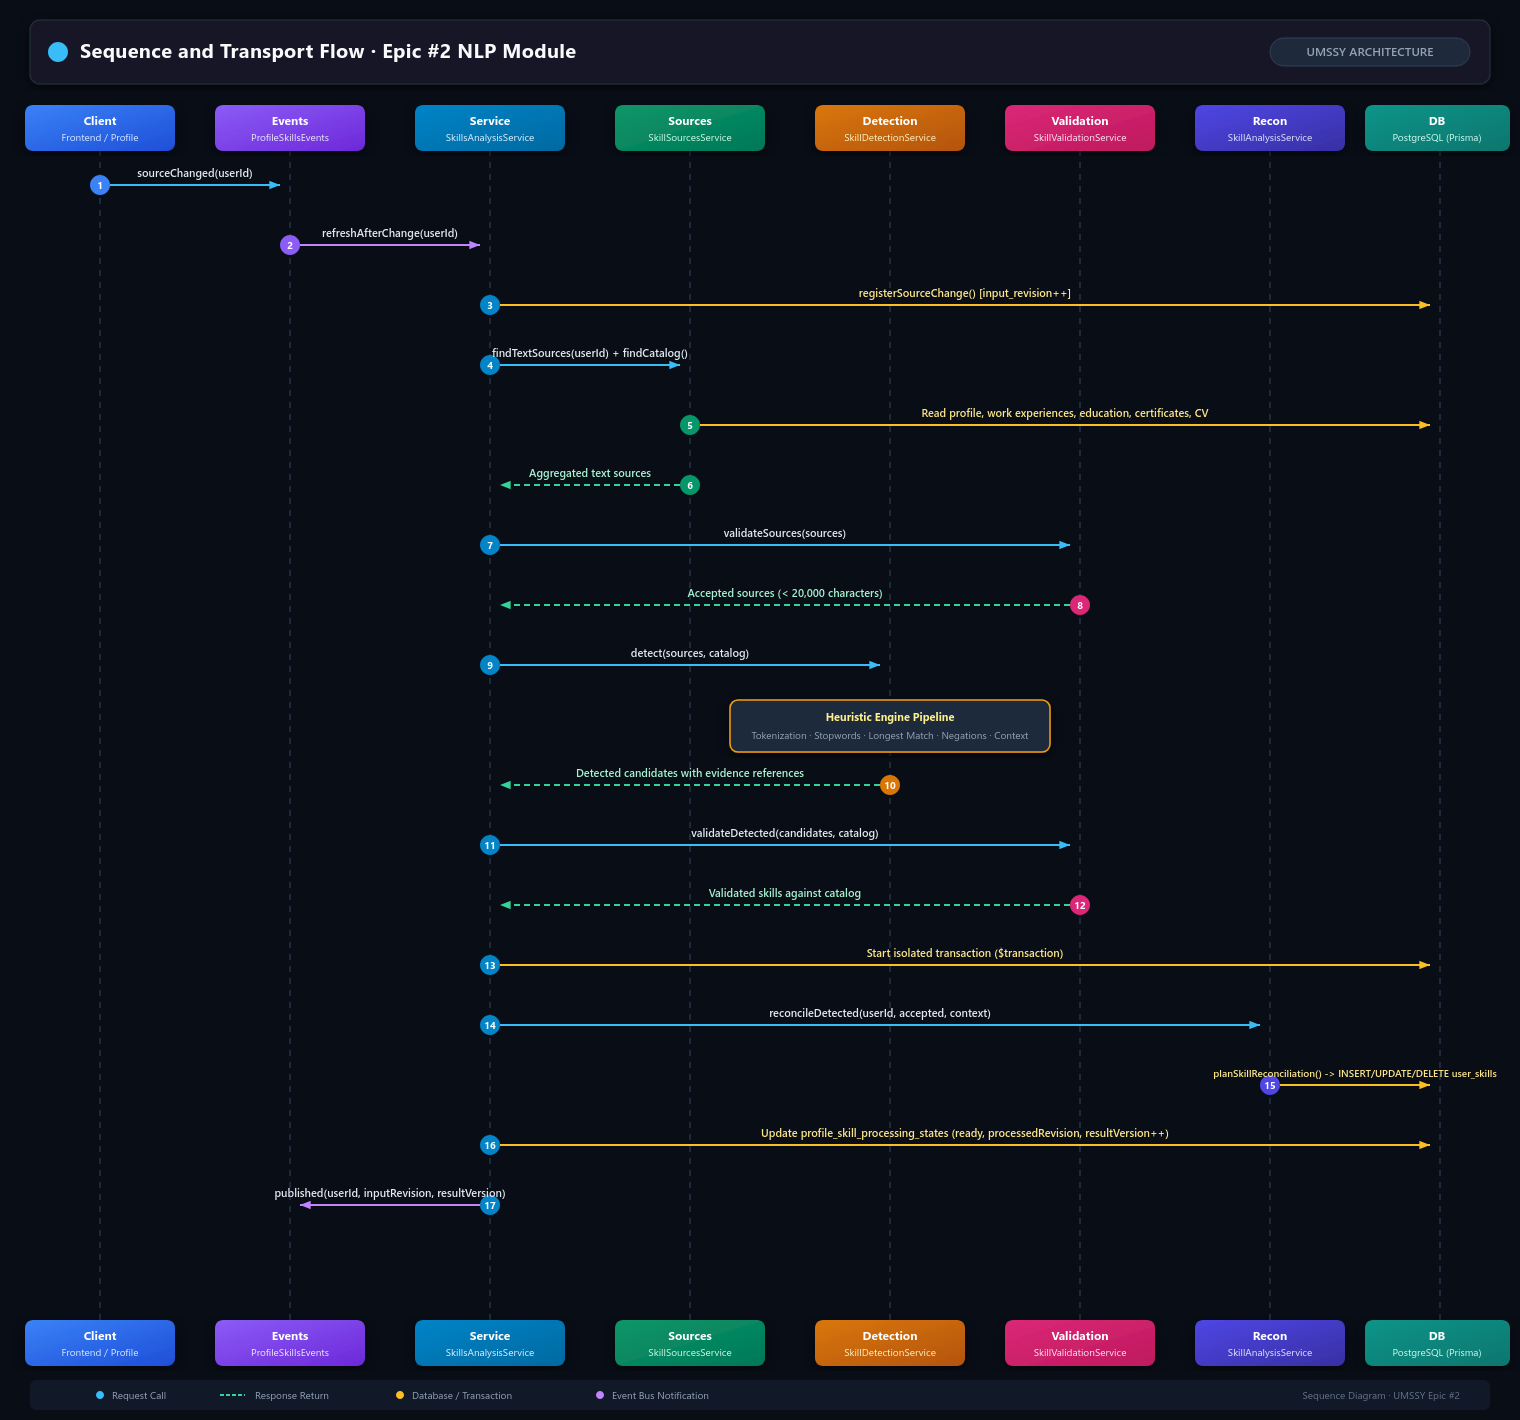 Sequence and Transport Flow · Epic #2 NLP Module
UMSSY ARCHITECTURE
Client
Frontend / Profile
Events
ProfileSkillsEvents
Service
SkillsAnalysisService
Sources
SkillSourcesService
Detection
SkillDetectionService
Validation
SkillValidationService
Recon
SkillAnalysisService
DB
PostgreSQL (Prisma)
sourceChanged(userId)
1
refreshAfterChange(userId)
2
registerSourceChange() [input_revision++]
3
findTextSources(userId) + findCatalog()
4
Read profile, work experiences, education, certificates, CV
5
Aggregated text sources
6
validateSources(sources)
7
Accepted sources (< 20,000 characters)
8
detect(sources, catalog)
9
Heuristic Engine Pipeline
Tokenization · Stopwords · Longest Match · Negations · Context
Detected candidates with evidence references
10
validateDetected(candidates, catalog)
11
Validated skills against catalog
12
Start isolated transaction ($transaction)
13
reconcileDetected(userId, accepted, context)
14
planSkillReconciliation() -> INSERT/UPDATE/DELETE user_skills
15
Update profile_skill_processing_states (ready, processedRevision, resultVersion++)
16
published(userId, inputRevision, resultVersion)
17
Client
Frontend / Profile
Events
ProfileSkillsEvents
Service
SkillsAnalysisService
Sources
SkillSourcesService
Detection
SkillDetectionService
Validation
SkillValidationService
Recon
SkillAnalysisService
DB
PostgreSQL (Prisma)
Request Call
Response Return
Database / Transaction
Event Bus Notification
Sequence Diagram · UMSSY Epic #2